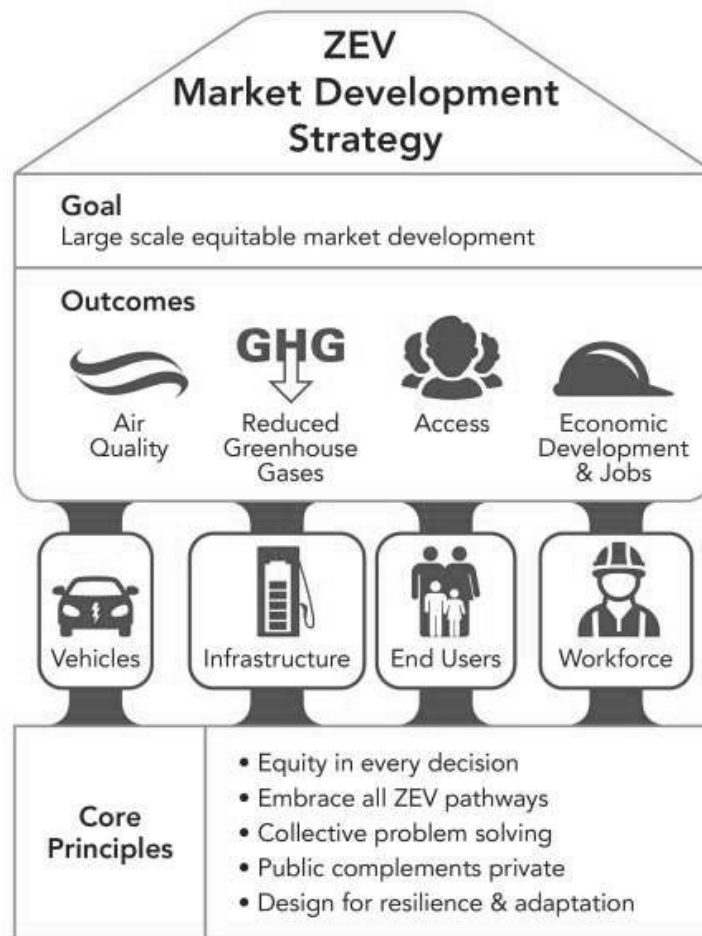 ZEV
Market Development
Strategy
Goal
Large scale equitable market development
Outcomes
GHG
Air
Quality
Reduced
Greenhouse
Gases
Access
Economic
Development
& Jobs
Vehicles
Infrastructure
End Users
Workforce
Core
Principles
• Equity in every decision
• Embrace all ZEV pathways
• Collective problem solving
• Public complements private
• Design for resilience & adaptation